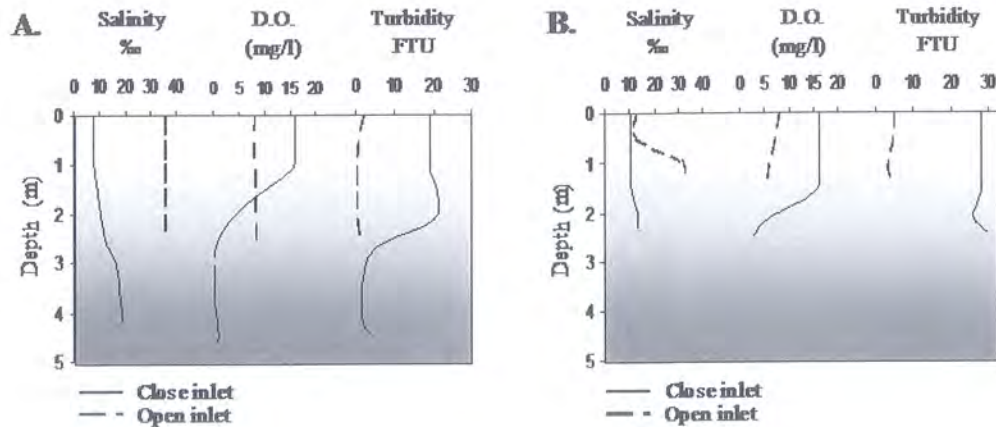 A.
Salinity D.O. Turbidity
‰ (mg/l) FTU
0 10 20 30 40 0 5 10 15 20 0 10 20 30
0
1
2
3
4
5
Depth (m)
Close inlet
Open inlet
B.
Salinity D.O. Turbidity
‰ (mg/l) FTU
0 10 20 30 40 0 5 10 15 20 0 10 20 30
0
1
2
3
4
5
Depth (m)
Close inlet
Open inlet